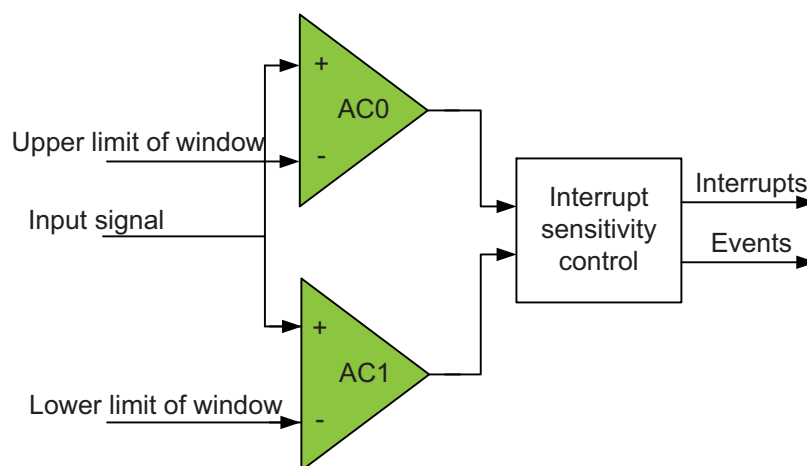 +
AC0
Upper limit of window
-
Input signal
Interrupt
sensitivity
control
Interrupts
Events
+
AC1
Lower limit of window
-